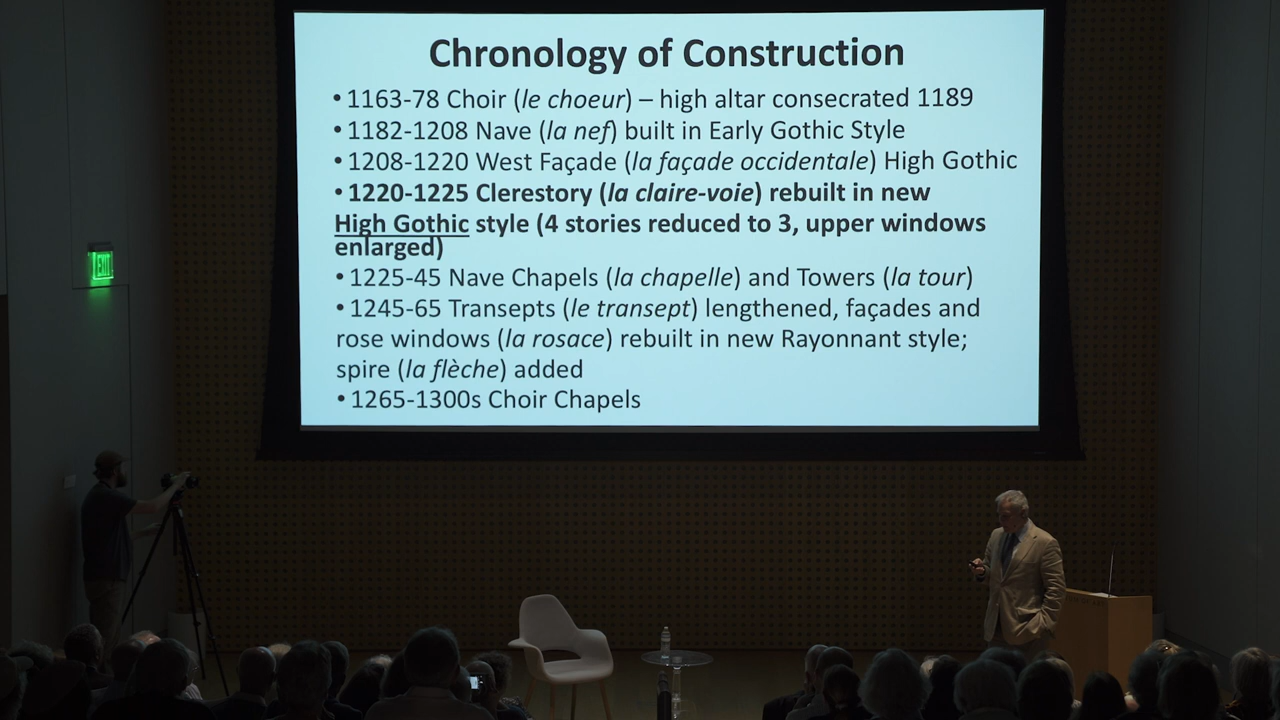 Chronology of Construction
• 1163-78 Choir (le choeur) – high altar consecrated 1189
• 1182-1208 Nave (la nef) built in Early Gothic Style
• 1208-1220 West Façade (la façade occidentale) High Gothic
• 1220-1225 Clerestory (la claire-voie) rebuilt in new
High Gothic style (4 stories reduced to 3, upper windows
enlarged)
• 1225-45 Nave Chapels (la chapelle) and Towers (la tour)
• 1245-65 Transepts (le transept) lengthened, façades and
rose windows (la rosace) rebuilt in new Rayonnant style;
spire (la flèche) added
• 1265-1300s Choir Chapels
EXIT